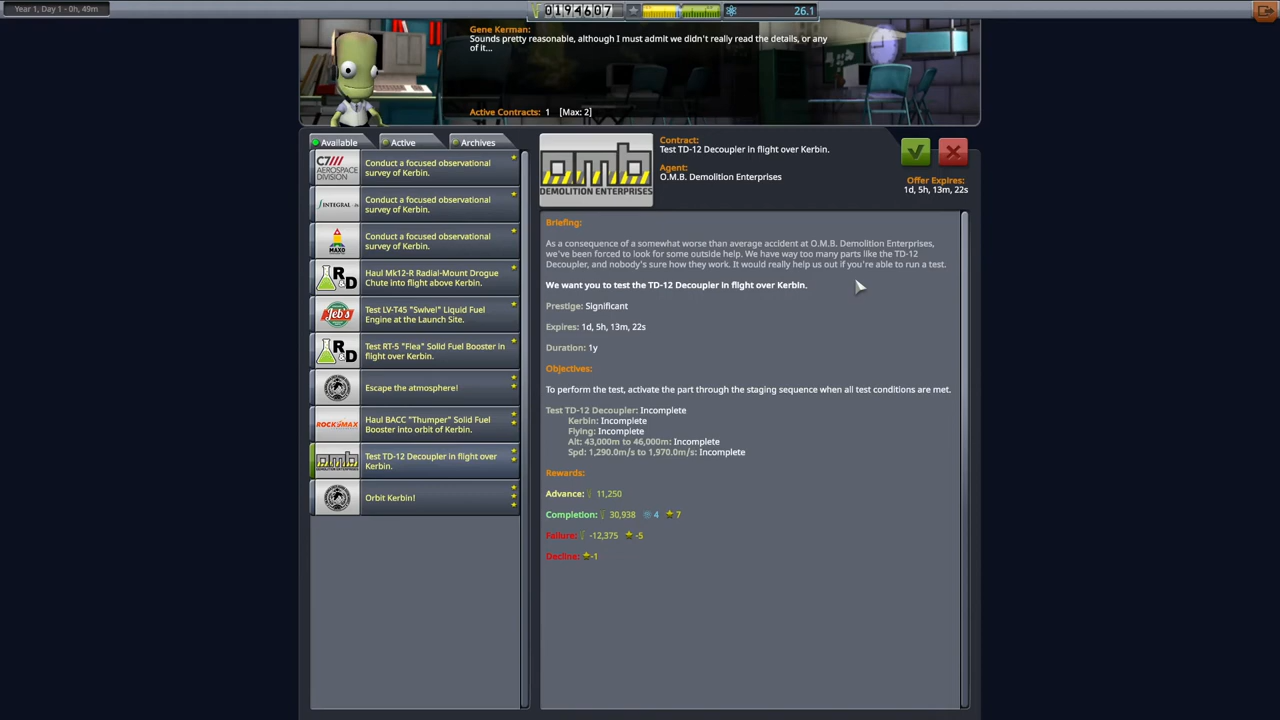 Year 1, Day 1 - 0h, 49m
0194607
26.1
Gene Kerman:
Sounds pretty reasonable, although I must admit we didn't really read the details, or any
of it...
Active Contracts: 1 [Max: 2]
Available
Active
Archives
C7///
AEROSPACE
DIVISION
Conduct a focused observational
survey of Kerbin.
INTEGRAL
Conduct a focused observational
survey of Kerbin.
MAXO
Conduct a focused observational
survey of Kerbin.
R&D
Haul Mk12-R Radial-Mount Drogue
Chute into flight above Kerbin.
Jeb's
Test LV-T45 "Swivel" Liquid Fuel
Engine at the Launch Site.
R&D
Test RT-5 "Flea" Solid Fuel Booster in
flight over Kerbin.
Escape the atmosphere!
ROCKOMAX
Haul BACC "Thumper" Solid Fuel
Booster into orbit of Kerbin.
omb
Test TD-12 Decoupler in flight over
Kerbin.
Orbit Kerbin!
omb
DEMOLITION ENTERPRISES
Contract:
Test TD-12 Decoupler in flight over Kerbin.
Agent:
O.M.B. Demolition Enterprises
Offer Expires:
1d, 5h, 13m, 22s
Briefing:
As a consequence of a somewhat worse than average accident at O.M.B. Demolition Enterprises,
we've been forced to look for some outside help. We have way too many parts like the TD-12
Decoupler, and nobody's sure how they work. It would really help us out if you're able to run a test.
We want you to test the TD-12 Decoupler in flight over Kerbin.
Prestige: Significant
Expires: 1d, 5h, 13m, 22s
Duration: 1y
Objectives:
To perform the test, activate the part through the staging sequence when all test conditions are met.
Test TD-12 Decoupler: Incomplete
Kerbin: Incomplete
Flying: Incomplete
Alt: 43,000m to 46,000m: Incomplete
Spd: 1,290.0m/s to 1,970.0m/s: Incomplete
Rewards:
Advance: 11,250
Completion: 30,938 4 7
Failure: -12,375 -5
Decline: -1